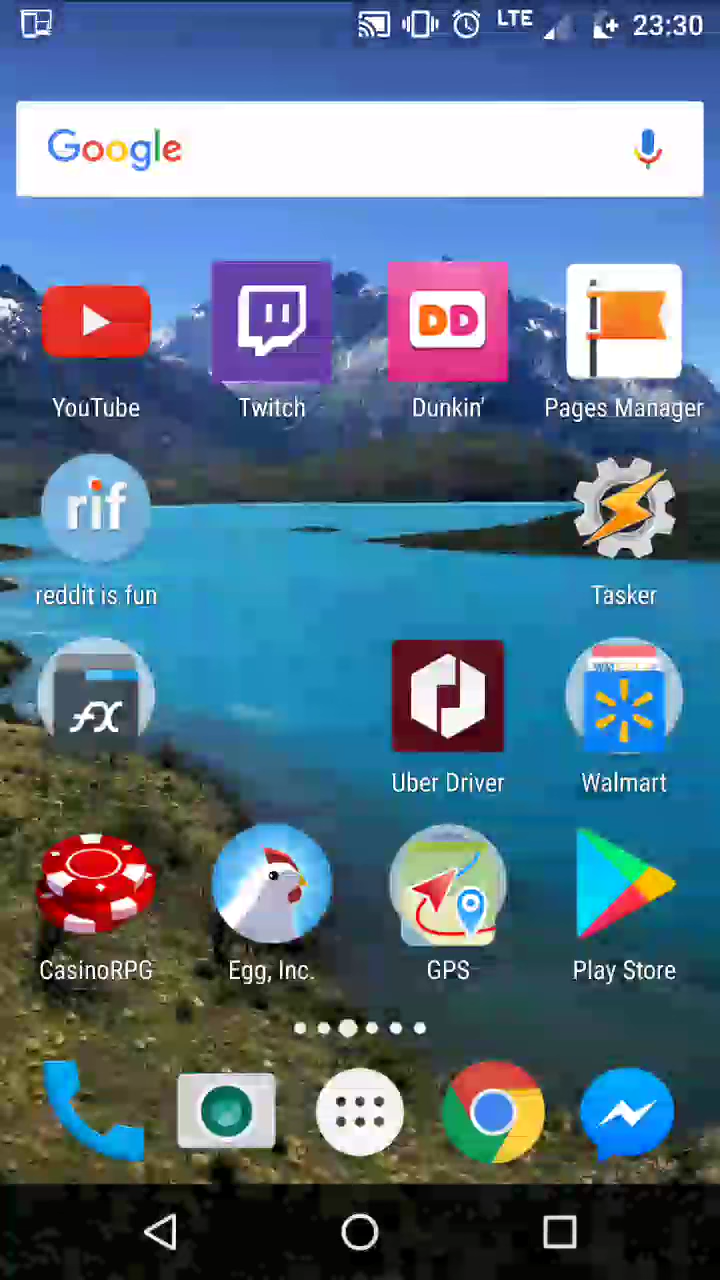 LTE 23:30
Google
DD
YouTube Twitch Dunkin' Pages Manager
rif
reddit is fun Tasker
fX
Uber Driver Walmart
CasinoRPG Egg, Inc. GPS Play Store